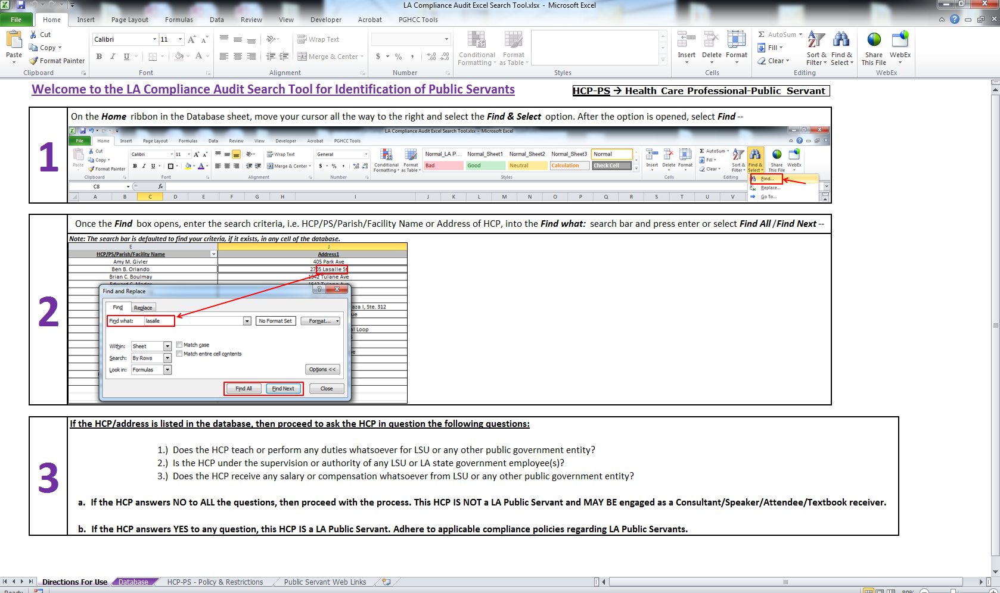 LA Compliance Audit Excel Search Tool.xlsx - Microsoft Excel
File Home Insert Page Layout Formulas Data Review View Developer Acrobat PGHCC Tools
Paste
Cut
Copy
Format Painter
Clipboard
Calibri 11
B I U
Font
Wrap Text
Merge & Center
Alignment
$ % ,
Number
Conditional Formatting
Format as Table
Styles
Insert Delete Format
Cells
Σ AutoSum
Fill
Clear
Sort & Filter
Find & Select
Editing
Share This File
WebEx
WebEx
Welcome to the LA Compliance Audit Search Tool for Identification of Public Servants
HCP-PS → Health Care Professional-Public Servant
1
On the Home ribbon in the Database sheet, move your cursor all the way to the right and select the Find & Select option. After the option is opened, select Find --
LA Compliance Audit Excel Search Tool.xlsx - Microsoft Excel
File Home Insert Page Layout Formulas Data Review View Developer Acrobat PGHCC Tools
Paste
Cut
Copy
Format Painter
Clipboard
Calibri 11
B I U
Font
Wrap Text
Merge & Center
Alignment
General
$ % ,
Number
Conditional Formatting
Format as Table
Normal_LA P... Normal_Sheet1 Normal_Sheet2 Normal_Sheet3 Normal
Bad Good Neutral Calculation Check Cell
Styles
Insert Delete Format
Cells
Σ AutoSum
Fill
Clear
Sort & Filter
Find & Select
Editing
Share This File
WebEx
Find...
Replace...
Go To...
C8 fx
A B C D E F G H I J K L M N O P Q R S T U V
2
Once the Find box opens, enter the search criteria, i.e. HCP/PS/Parish/Facility Name or Address of HCP, into the Find what: search bar and press enter or select Find All /Find Next --
Note: The search bar is defaulted to find your criteria, if it exists, in any cell of the database.
E J
HCP/PS/Parish/Facility Name Address1
Amy M. Givler 405 Park Ave
Ben B. Orlando 2705 Lasalle St
Brian C. Boulmay 1542 Tulane Ave
Find and Replace
aza I, Ste. 312
ue
al Loop
e
Find Replace
Find what: lasalle No Format Set Format...
Within: Sheet Match case
Match entire cell contents
Search: By Rows
Look in: Formulas Options <<
Find All Find Next Close
3
If the HCP/address is listed in the database, then proceed to ask the HCP in question the following questions:
1.) Does the HCP teach or perform any duties whatsoever for LSU or any other public government entity?
2.) Is the HCP under the supervision or authority of any LSU or LA state government employee(s)?
3.) Does the HCP receive any salary or compensation whatsoever from LSU or any other public government entity?
a. If the HCP answers NO to ALL the questions, then proceed with the process. This HCP IS NOT a LA Public Servant and MAY BE engaged as a Consultant/Speaker/Attendee/Textbook receiver.
b. If the HCP answers YES to any question, this HCP IS a LA Public Servant. Adhere to applicable compliance policies regarding LA Public Servants.
Directions For Use Database HCP-PS - Policy & Restrictions Public Servant Web Links